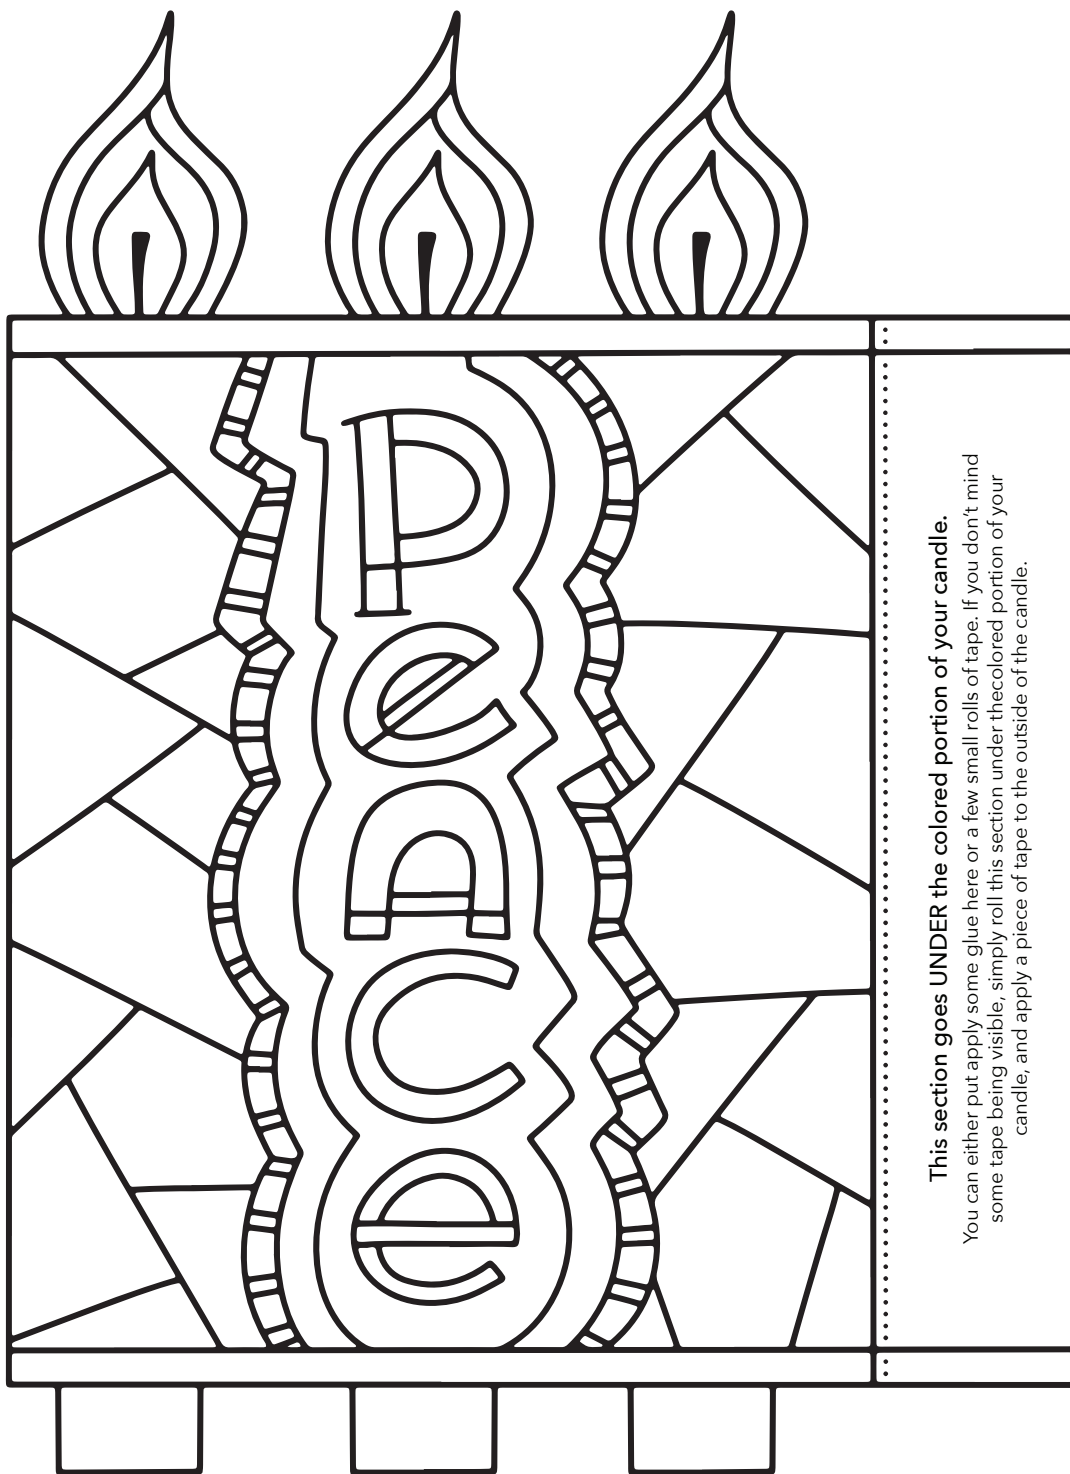 peace
This section goes UNDER the colored portion of your candle.
You can either put apply some glue here or a few small rolls of tape. If you don't mind
some tape being visible, simply roll this section under thecolored portion of your
candle, and apply a piece of tape to the outside of the candle.